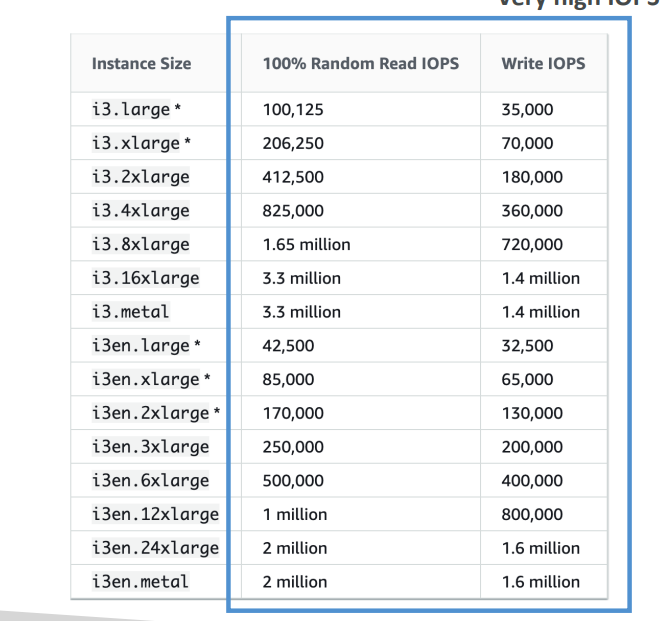 Very high IOPS
Instance Size 100% Random Read IOPS Write IOPS
i3.large * 100,125 35,000
i3.xlarge * 206,250 70,000
i3.2xlarge 412,500 180,000
i3.4xlarge 825,000 360,000
i3.8xlarge 1.65 million 720,000
i3.16xlarge 3.3 million 1.4 million
i3.metal 3.3 million 1.4 million
i3en.large * 42,500 32,500
i3en.xlarge * 85,000 65,000
i3en.2xlarge * 170,000 130,000
i3en.3xlarge 250,000 200,000
i3en.6xlarge 500,000 400,000
i3en.12xlarge 1 million 800,000
i3en.24xlarge 2 million 1.6 million
i3en.metal 2 million 1.6 million